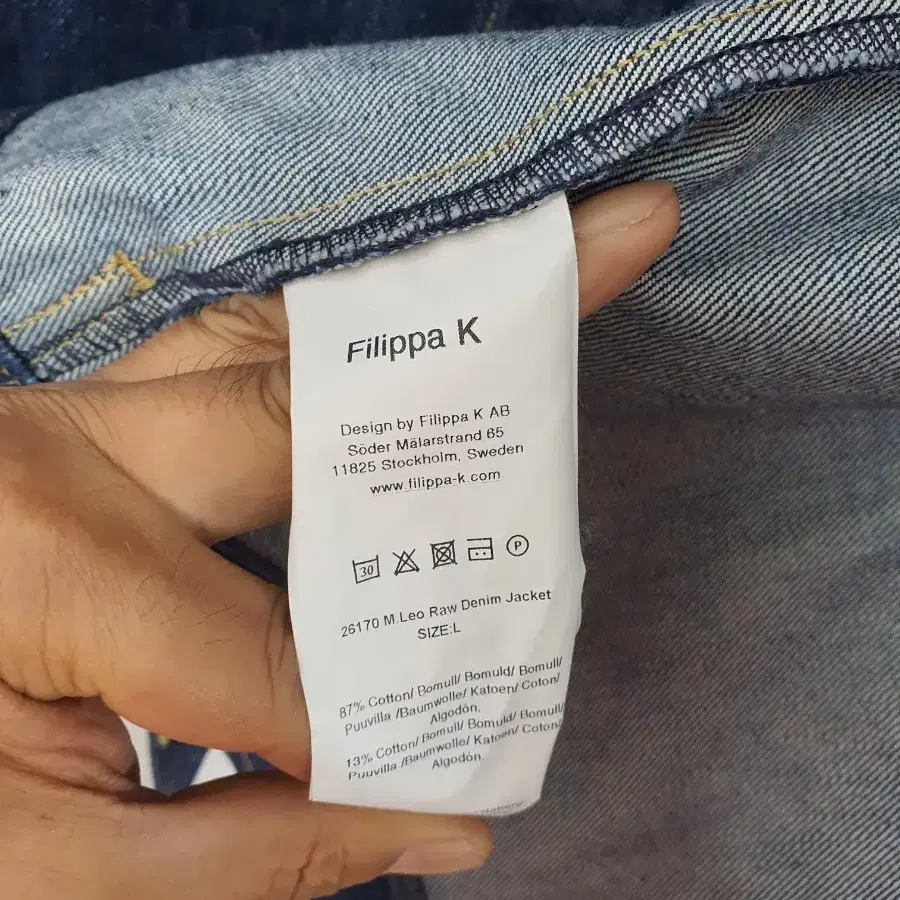 Filippa K
Design by Filippa K AB
Söder Mälarstrand 65
11825 Stockholm, Sweden
www.filippa-k.com
30 P
26170 M.Leo Raw Denim Jacket
SIZE:L
87% Cotton/ Bomull/ Bomuld/ Bomull/
Puuvilla /Baumwolle/ Katoen/ Coton/
Algodón.
13% Cotton/ Bomull/ Bomuld/ Bomull/
Puuvilla /Baumwolle/ Katoen/ Coton/
Algodón.